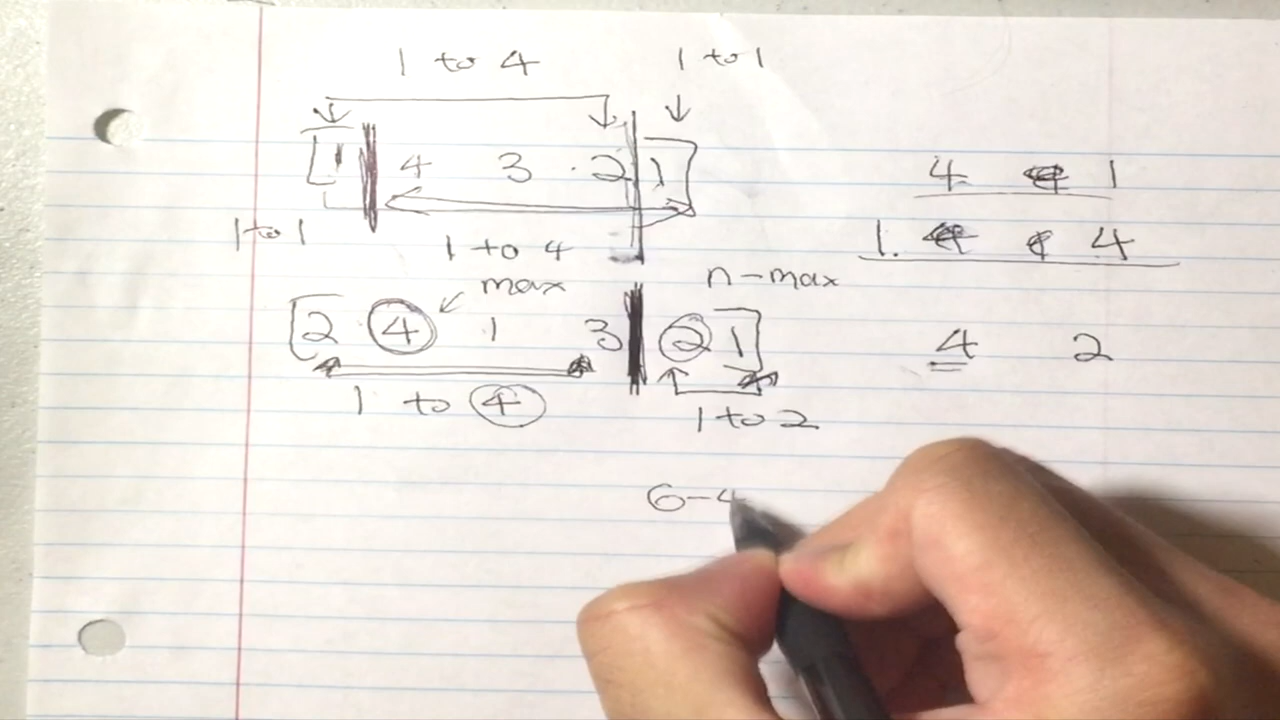 1 to 4 1 to 1
1 4 3 2 1 4 1
1 to 1 1 to 4 1. 4
max n-max
2 4 1 3 2 1 4 2
1 to 4 1 to 2
6-4